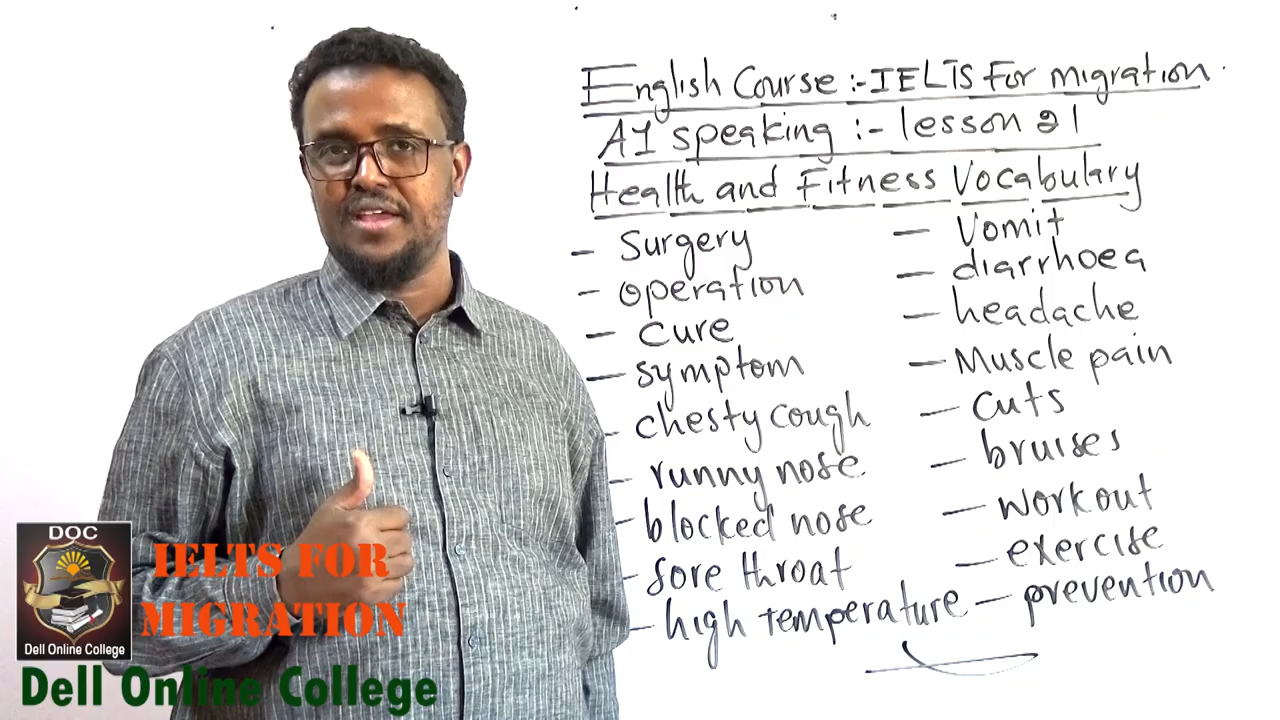 English Course :- IELTS For migration.
A1 speaking :- lesson 21
Health and Fitness Vocabulary
- Surgery
- operation
- Cure
- symptom
- chesty cough
- runny nose
- blocked nose
- sore throat
- high temperature
- Vomit
- diarrhoea
- headache
- Muscle pain
- cuts
- bruises
- workout
- exercise
- prevention
DOC
Dell Online College
IELTS FOR
MIGRATION
Dell Online College